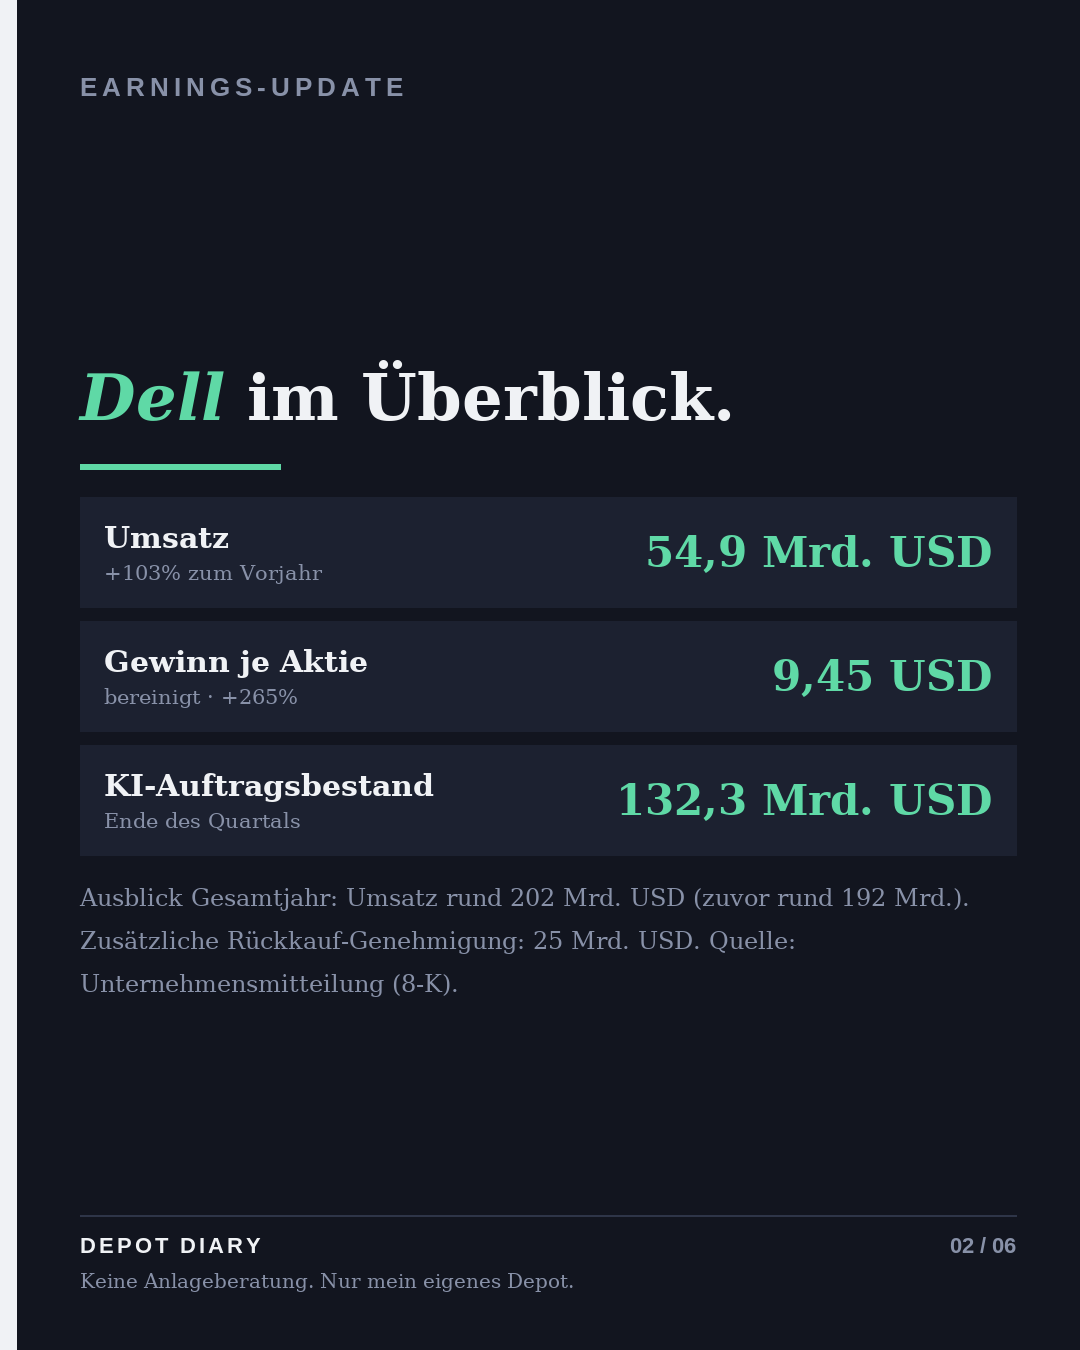 EARNINGS-UPDATE
Dell im Überblick.
Umsatz
+103% zum Vorjahr
54,9 Mrd. USD
Gewinn je Aktie
bereinigt · +265%
9,45 USD
KI-Auftragsbestand
Ende des Quartals
132,3 Mrd. USD
Ausblick Gesamtjahr: Umsatz rund 202 Mrd. USD (zuvor rund 192 Mrd.).
Zusätzliche Rückkauf-Genehmigung: 25 Mrd. USD. Quelle:
Unternehmensmitteilung (8-K).
DEPOT DIARY
02 / 06
Keine Anlageberatung. Nur mein eigenes Depot.